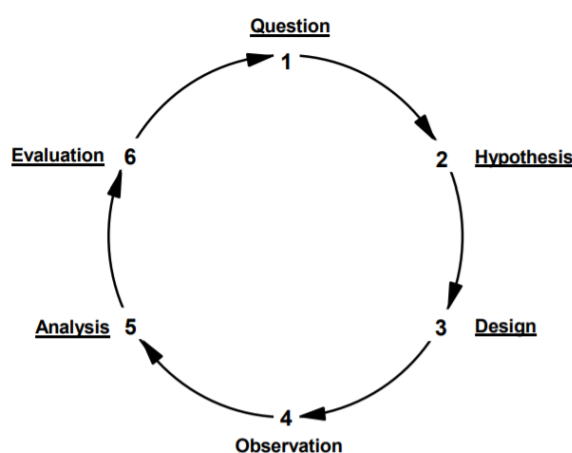 Question
1
2 Hypothesis
3 Design
4
Observation
Analysis 5
Evaluation 6